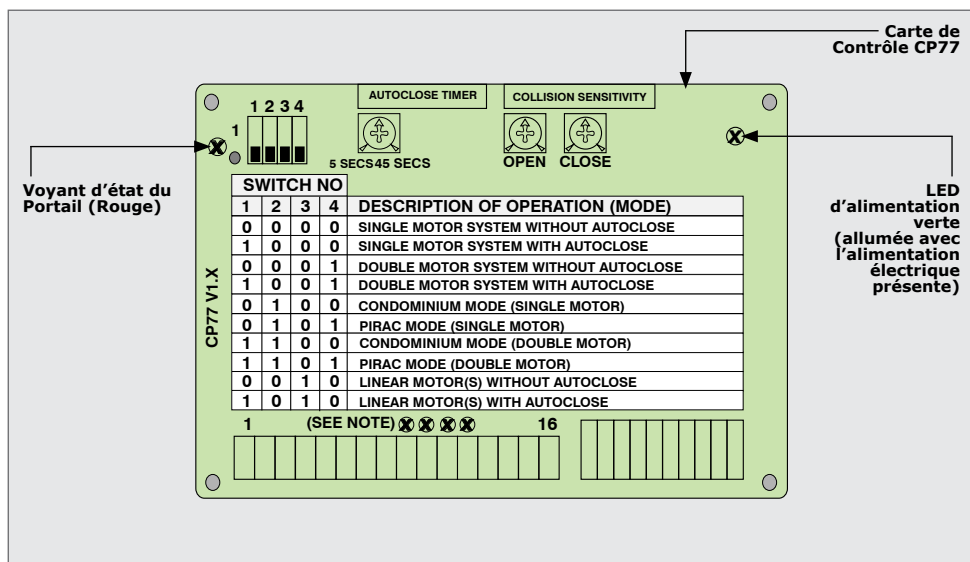 Carte de
Contrôle CP77
AUTOCLOSE TIMER
COLLISION SENSITIVITY
1 2 3 4
1
5 SECS 45 SECS
OPEN
CLOSE
Voyant d’état du
Portail (Rouge)
LED
d’alimentation
verte
(allumée avec
l’alimentation
électrique
présente)
CP77 V1.X
SWITCH NO
1 2 3 4 DESCRIPTION OF OPERATION (MODE)
0 0 0 0 SINGLE MOTOR SYSTEM WITHOUT AUTOCLOSE
1 0 0 0 SINGLE MOTOR SYSTEM WITH AUTOCLOSE
0 0 0 1 DOUBLE MOTOR SYSTEM WITHOUT AUTOCLOSE
1 0 0 1 DOUBLE MOTOR SYSTEM WITH AUTOCLOSE
0 1 0 0 CONDOMINIUM MODE (SINGLE MOTOR)
0 1 0 1 PIRAC MODE (SINGLE MOTOR)
1 1 0 0 CONDOMINIUM MODE (DOUBLE MOTOR)
1 1 0 1 PIRAC MODE (DOUBLE MOTOR)
0 0 1 0 LINEAR MOTOR(S) WITHOUT AUTOCLOSE
1 0 1 0 LINEAR MOTOR(S) WITH AUTOCLOSE
1 (SEE NOTE) 16